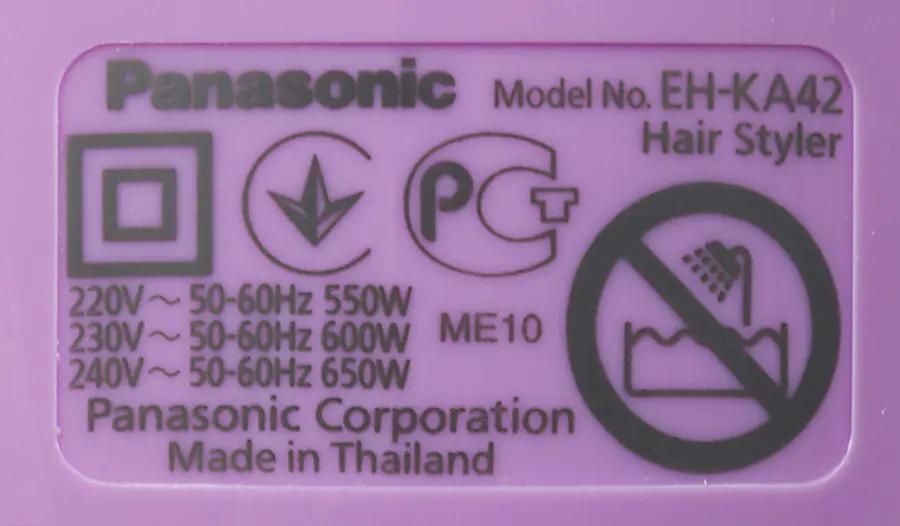 Panasonic
Model No. EH-KA42
Hair Styler
РСТ
220V~ 50-60Hz 550W
230V~ 50-60Hz 600W
240V~ 50-60Hz 650W
ME10
Panasonic Corporation
Made in Thailand